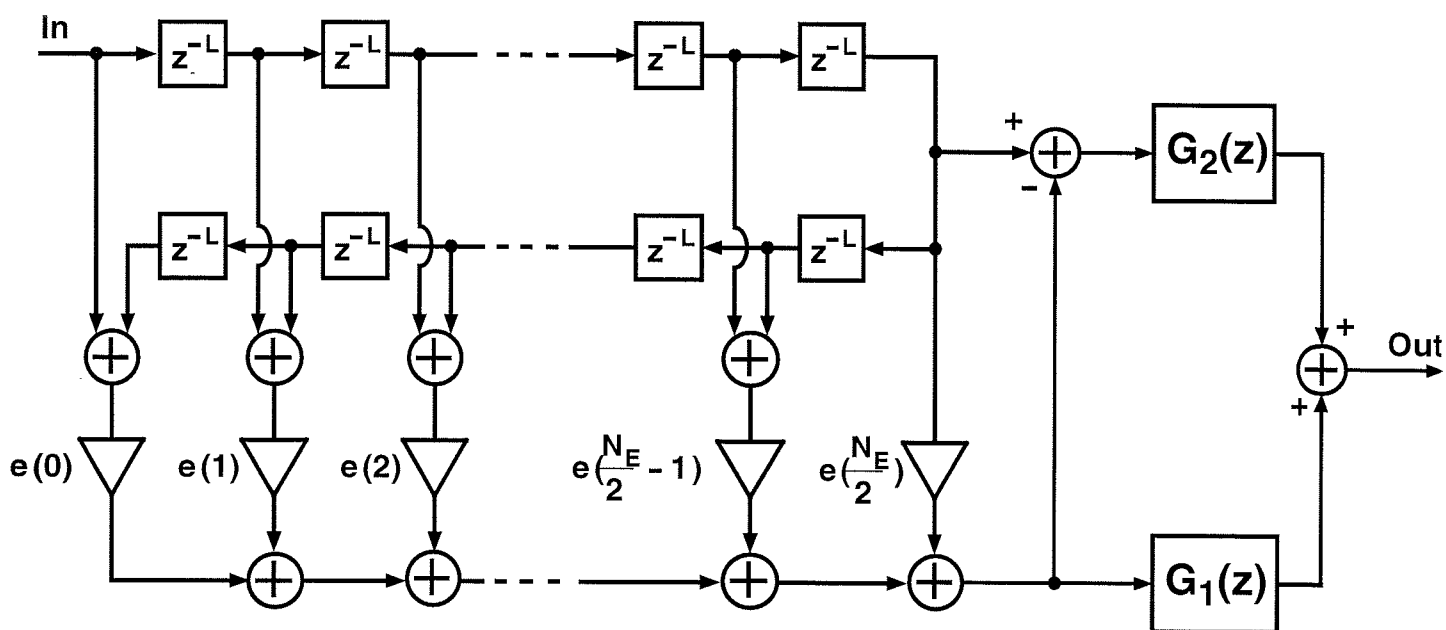 In
z^-L z^-L z^-L z^-L
+
G₂(z)
-
z^-L z^-L z^-L z^-L
+
Out
+
e(0) e(1) e(2) e(N_E/2 - 1) e(N_E/2)
G₁(z)